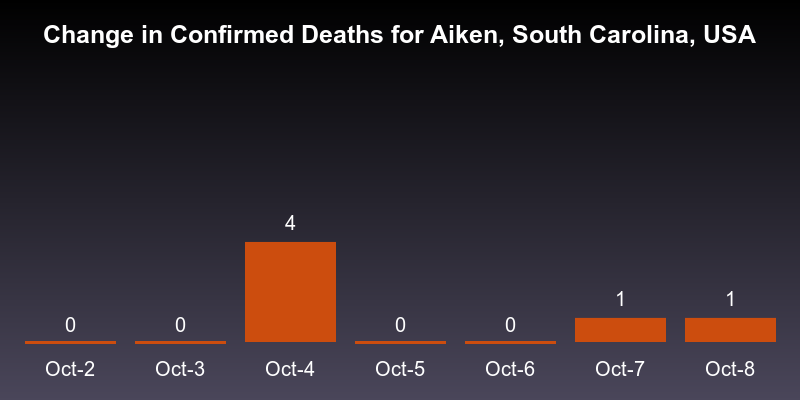 Change in Confirmed Deaths for Aiken, South Carolina, USA
4
1 1
0 0 0 0
Oct-2 Oct-3 Oct-4 Oct-5 Oct-6 Oct-7 Oct-8